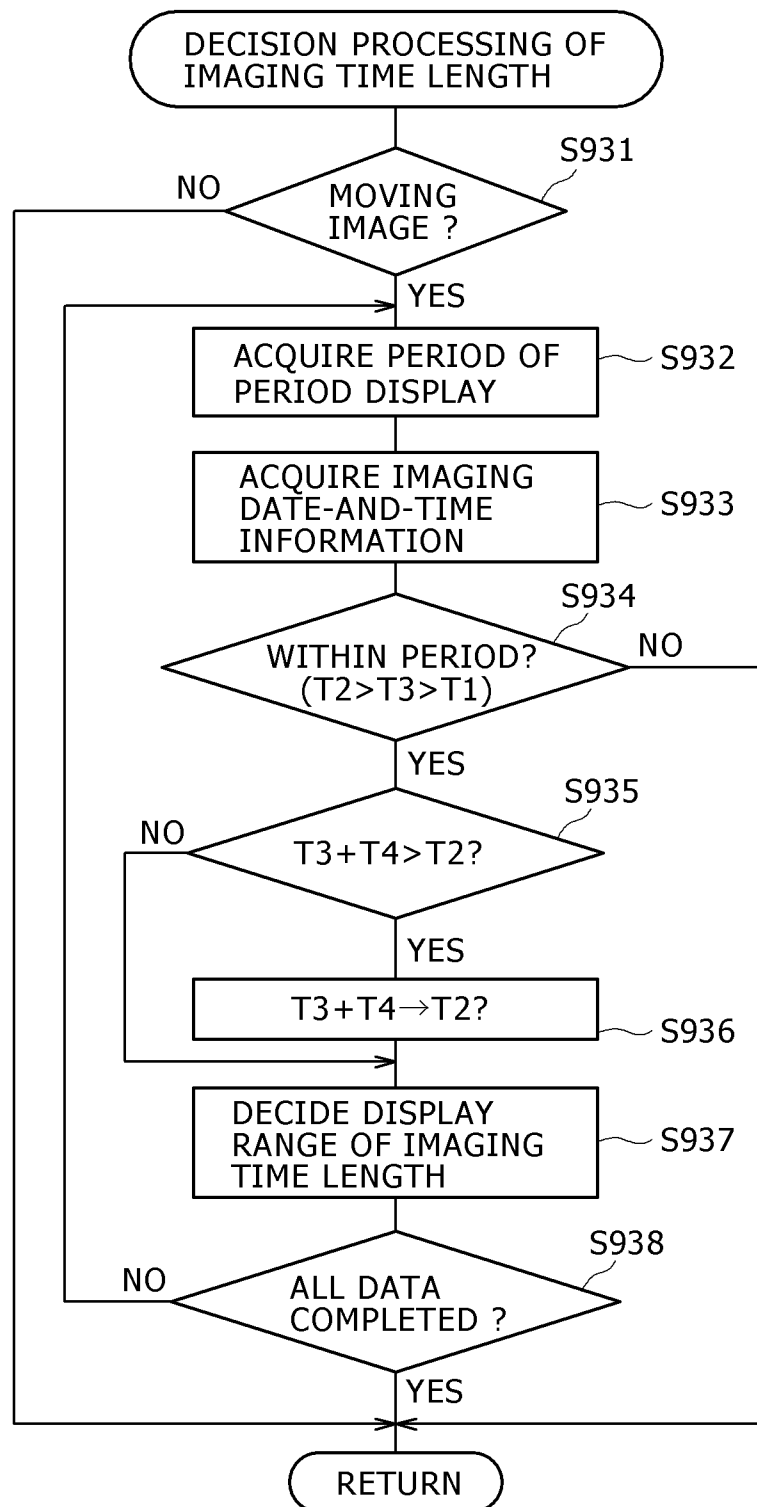 DECISION PROCESSING OF
IMAGING TIME LENGTH
S931
NO
MOVING
IMAGE ?
YES
ACQUIRE PERIOD OF
PERIOD DISPLAY
S932
ACQUIRE IMAGING
DATE-AND-TIME
INFORMATION
S933
S934
WITHIN PERIOD?
(T2>T3>T1)
NO
YES
S935
NO
T3+T4>T2?
YES
T3+T4→T2?
S936
DECIDE DISPLAY
RANGE OF IMAGING
TIME LENGTH
S937
S938
NO
ALL DATA
COMPLETED ?
YES
RETURN